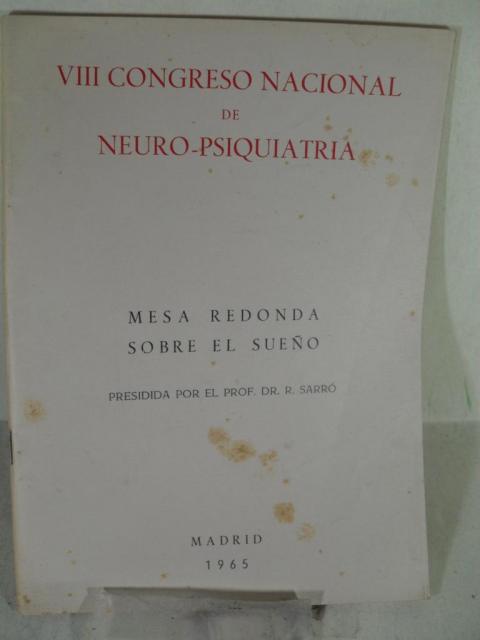 VIII CONGRESO NACIONAL
DE
NEURO-PSIQUIATRIA
MESA REDONDA
SOBRE EL SUEÑO
PRESIDIDA POR EL PROF. DR. R. SARRÓ
MADRID
1965